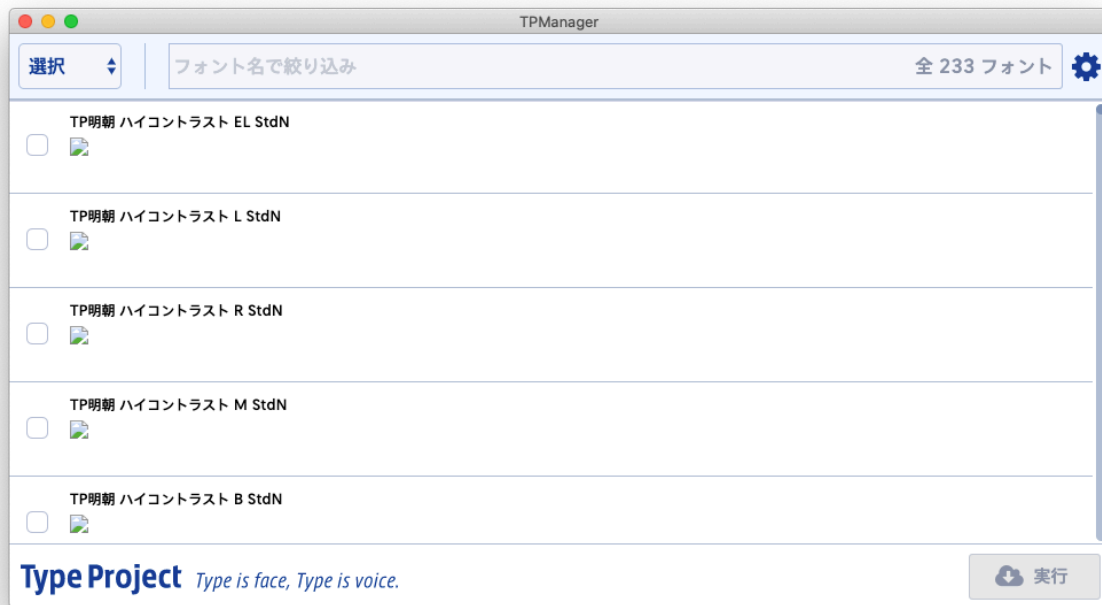 TPManager
選択
フォント名で絞り込み 全 233 フォント
TP明朝 ハイコントラスト EL StdN
TP明朝 ハイコントラスト L StdN
TP明朝 ハイコントラスト R StdN
TP明朝 ハイコントラスト M StdN
TP明朝 ハイコントラスト B StdN
Type Project Type is face, Type is voice.
実行